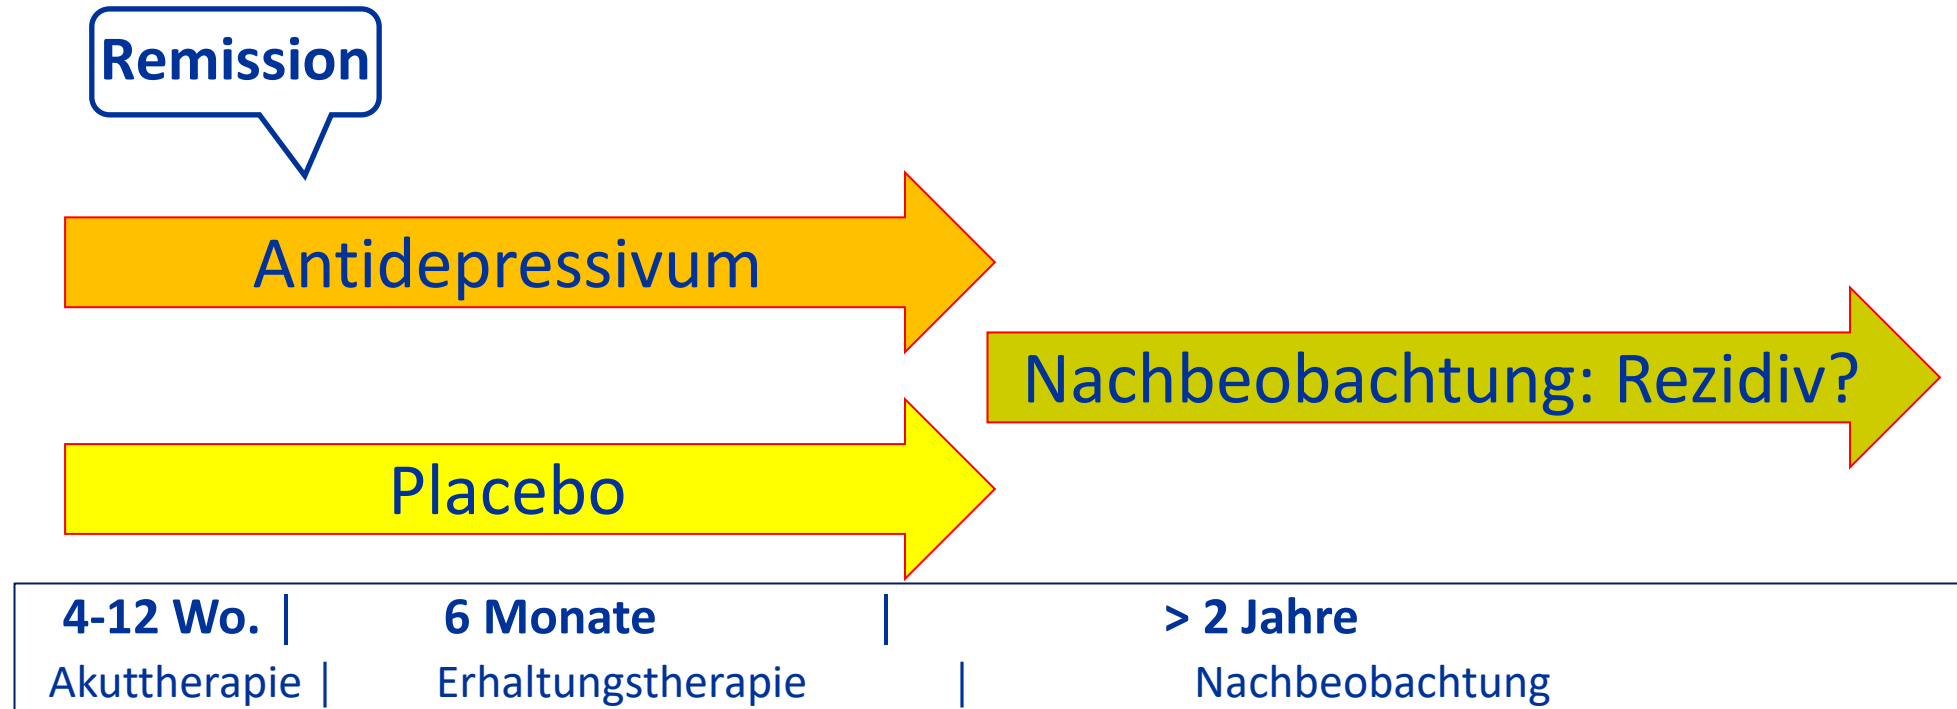 Remission
Antidepressivum
Nachbeobachtung: Rezidiv?
Placebo
4-12 Wo. | 6 Monate | > 2 Jahre
Akuttherapie | Erhaltungstherapie | Nachbeobachtung